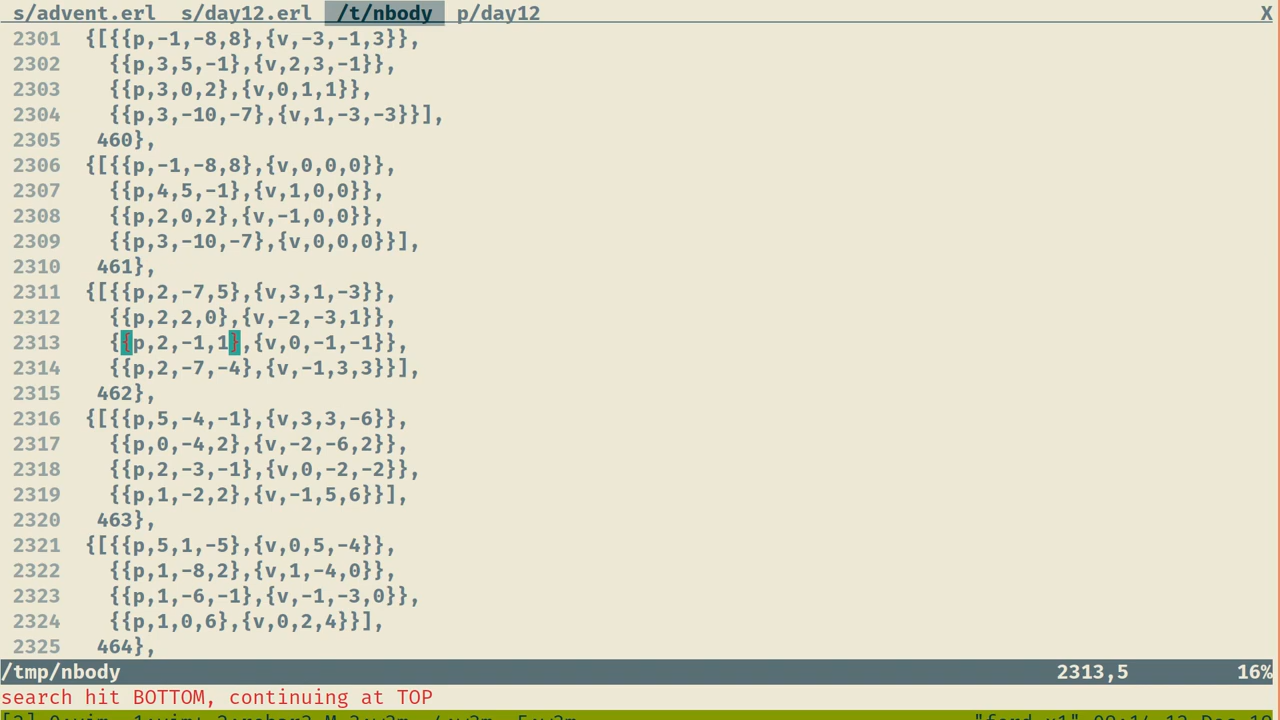 s/advent.erl s/day12.erl /t/nbody p/day12 X
2301 {[{{p,-1,-8,8},{v,-3,-1,3}},
2302 {{p,3,5,-1},{v,2,3,-1}},
2303 {{p,3,0,2},{v,0,1,1}},
2304 {{p,3,-10,-7},{v,1,-3,-3}}],
2305 460},
2306 {[{{p,-1,-8,8},{v,0,0,0}},
2307 {{p,4,5,-1},{v,1,0,0}},
2308 {{p,2,0,2},{v,-1,0,0}},
2309 {{p,3,-10,-7},{v,0,0,0}}],
2310 461},
2311 {[{{p,2,-7,5},{v,3,1,-3}},
2312 {{p,2,2,0},{v,-2,-3,1}},
2313 {{p,2,-1,1},{v,0,-1,-1}},
2314 {{p,2,-7,-4},{v,-1,3,3}}],
2315 462},
2316 {[{{p,5,-4,-1},{v,3,3,-6}},
2317 {{p,0,-4,2},{v,-2,-6,2}},
2318 {{p,2,-3,-1},{v,0,-2,-2}},
2319 {{p,1,-2,2},{v,-1,5,6}}],
2320 463},
2321 {[{{p,5,1,-5},{v,0,5,-4}},
2322 {{p,1,-8,2},{v,1,-4,0}},
2323 {{p,1,-6,-1},{v,-1,-3,0}},
2324 {{p,1,0,6},{v,0,2,4}}],
2325 464},
/tmp/nbody 2313,5 16%
search hit BOTTOM, continuing at TOP